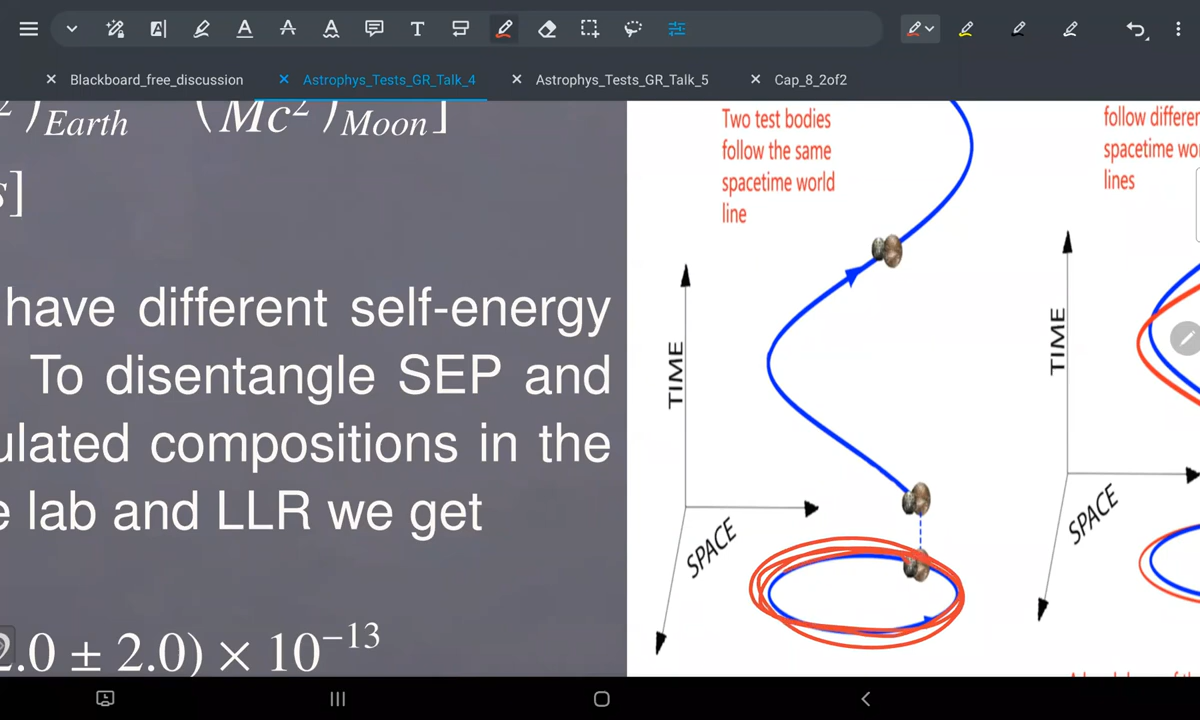 Blackboard_free_discussion
Astrophys_Tests_GR_Talk_4
Astrophys_Tests_GR_Talk_5
Cap_8_2of2
)Earth (Mc² )Moon]
s]
have different self-energy
To disentangle SEP and
ulated compositions in the
e lab and LLR we get
2.0 ± 2.0) × 10⁻¹³
Two test bodies
follow the same
spacetime world
line
TIME
SPACE
follow differen
spacetime wo
lines
TIME
SPACE